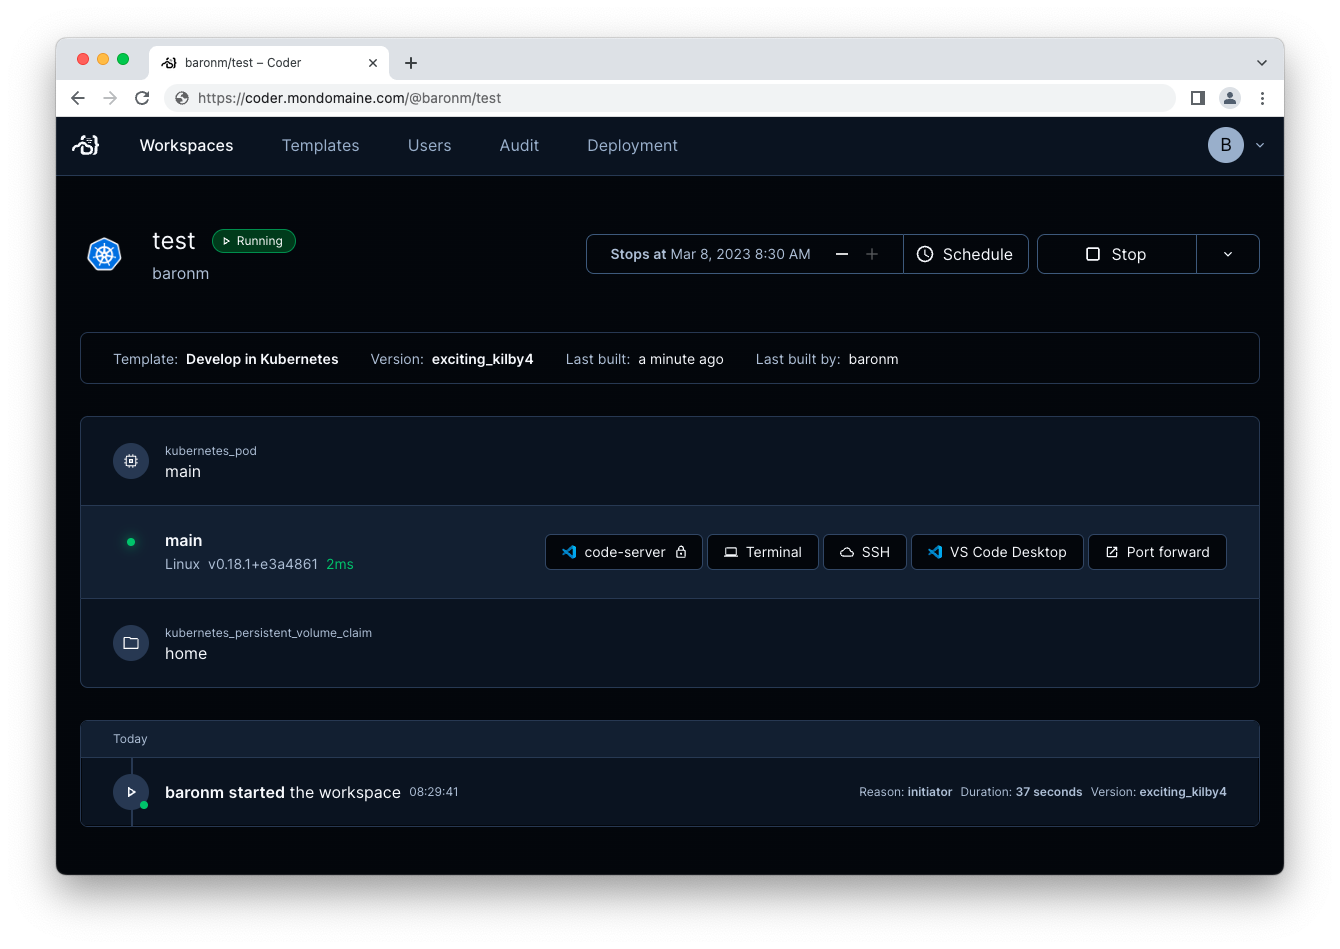 baronm/test – Coder
https://coder.mondomaine.com/@baronm/test
Workspaces Templates Users Audit Deployment B
test Running
baronm
Stops at Mar 8, 2023 8:30 AM Schedule Stop
Template: Develop in Kubernetes Version: exciting_kilby4 Last built: a minute ago Last built by: baronm
kubernetes_pod
main
main
Linux v0.18.1+e3a4861 2ms
code-server Terminal SSH VS Code Desktop Port forward
kubernetes_persistent_volume_claim
home
Today
baronm started the workspace 08:29:41 Reason: initiator Duration: 37 seconds Version: exciting_kilby4